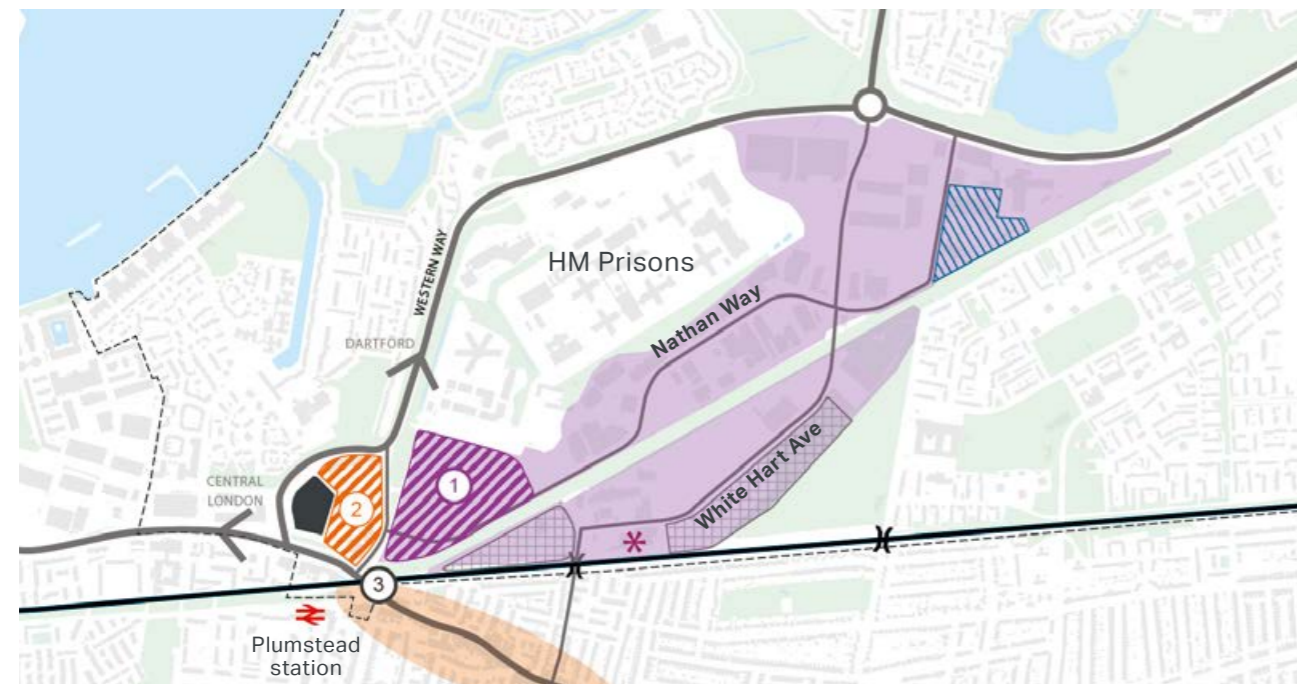 HM Prisons
WESTERN WAY
Nathan Way
DARTFORD
White Hart Ave
CENTRAL
LONDON
1
2
3
Plumstead
station